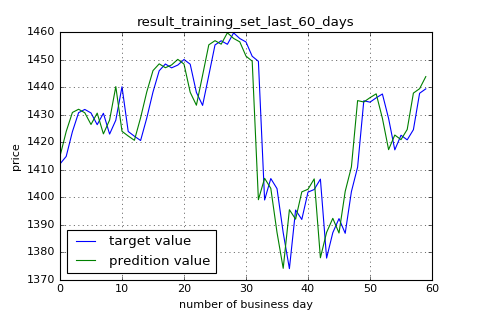 result_training_set_last_60_days
1460
1450
1440
1430
1420
1410
1400
1390
1380
1370
price
target value
predition value
0 10 20 30 40 50 60
number of business day